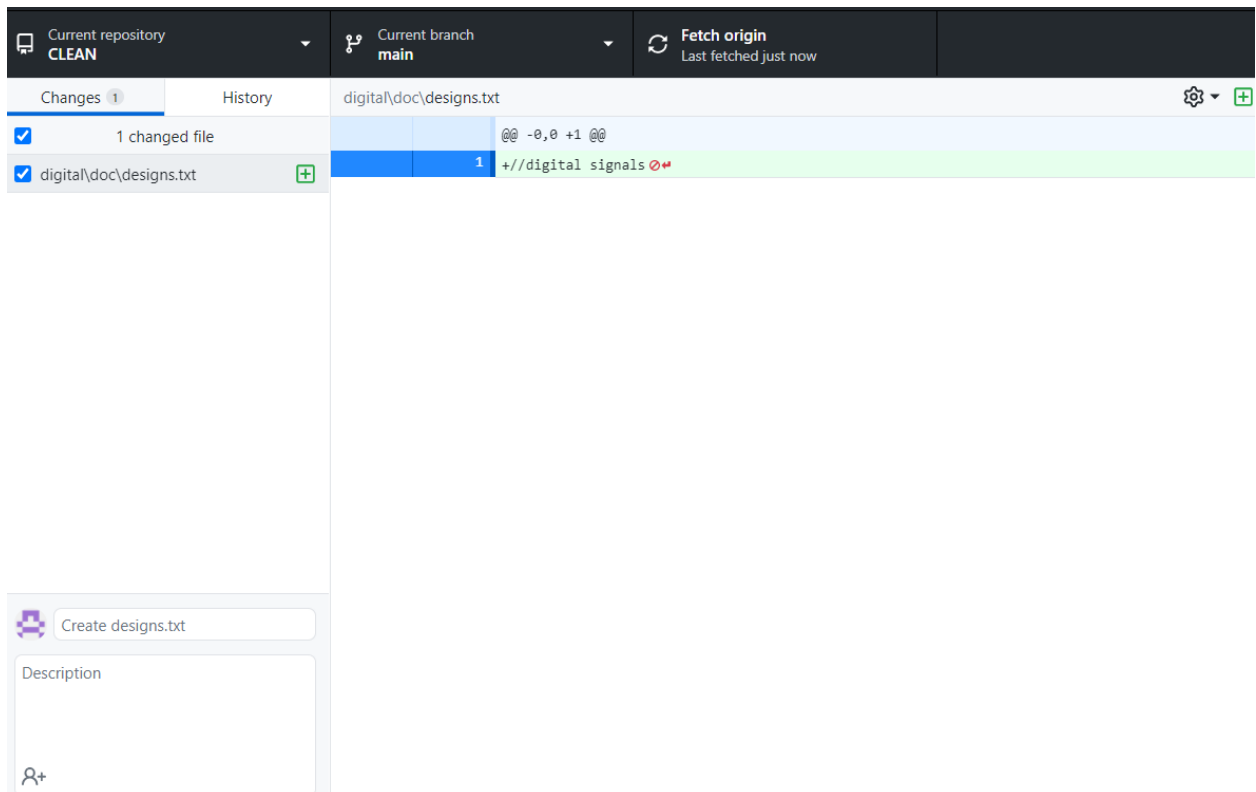 Current repository
CLEAN
Current branch
main
Fetch origin
Last fetched just now
Changes 1
History
digital\doc\designs.txt
1 changed file
digital\doc\designs.txt
@@ -0,0 +1 @@
1 +//digital signals
Create designs.txt
Description